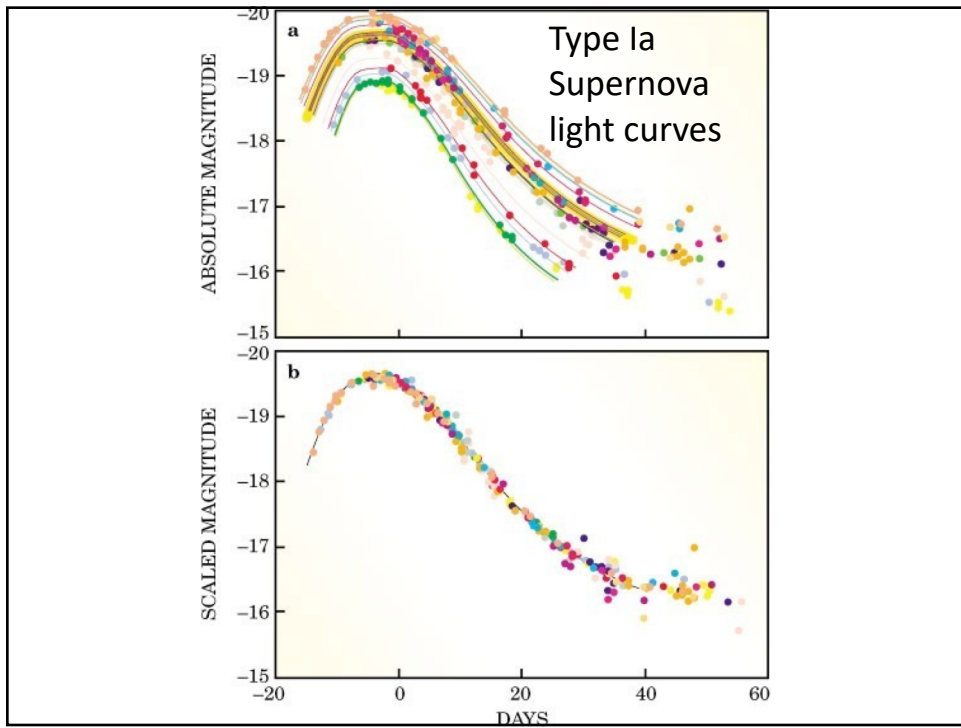 a
Type Ia
Supernova
light curves
ABSOLUTE MAGNITUDE
–20
–19
–18
–17
–16
–15
b
SCALED MAGNITUDE
–20
–19
–18
–17
–16
–15
–20 0 20 40 60
DAYS